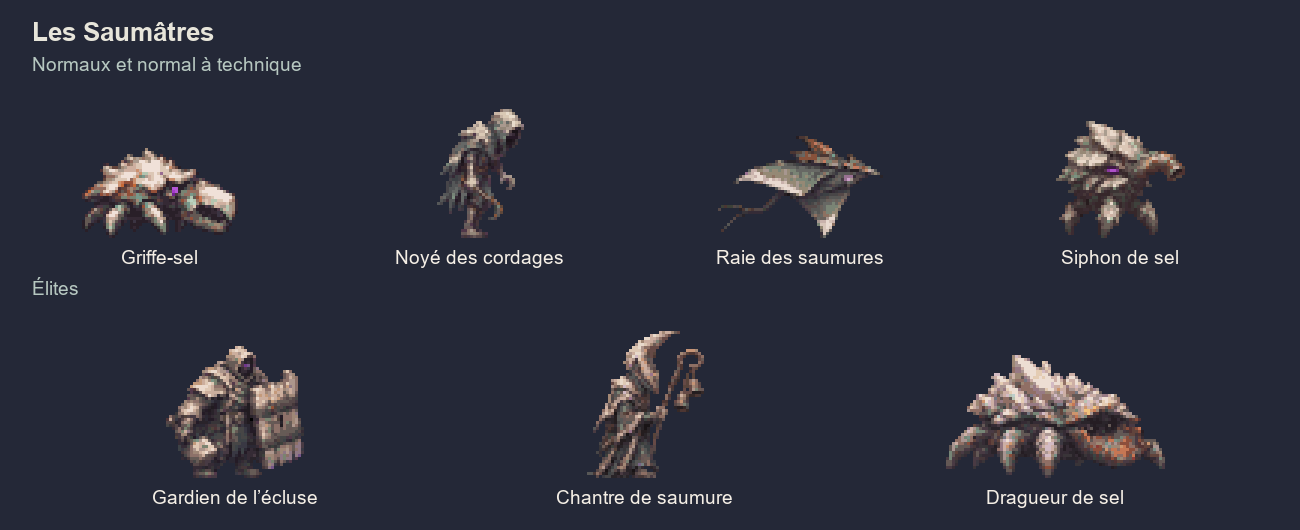 Les Saumâtres
Normaux et normal à technique
Griffe-sel
Noyé des cordages
Raie des saumures
Siphon de sel
Élites
Gardien de l’écluse
Chantre de saumure
Dragueur de sel